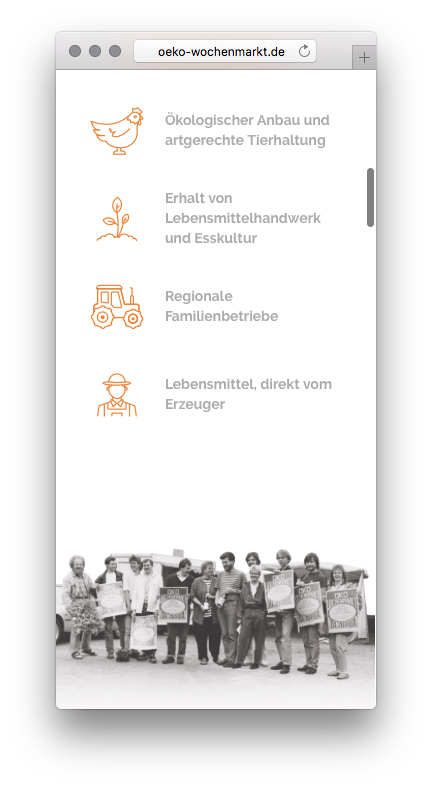 oeko-wochenmarkt.de
Ökologischer Anbau und
artgerechte Tierhaltung
Erhalt von
Lebensmittelhandwerk
und Esskultur
Regionale
Familienbetriebe
Lebensmittel, direkt vom
Erzeuger